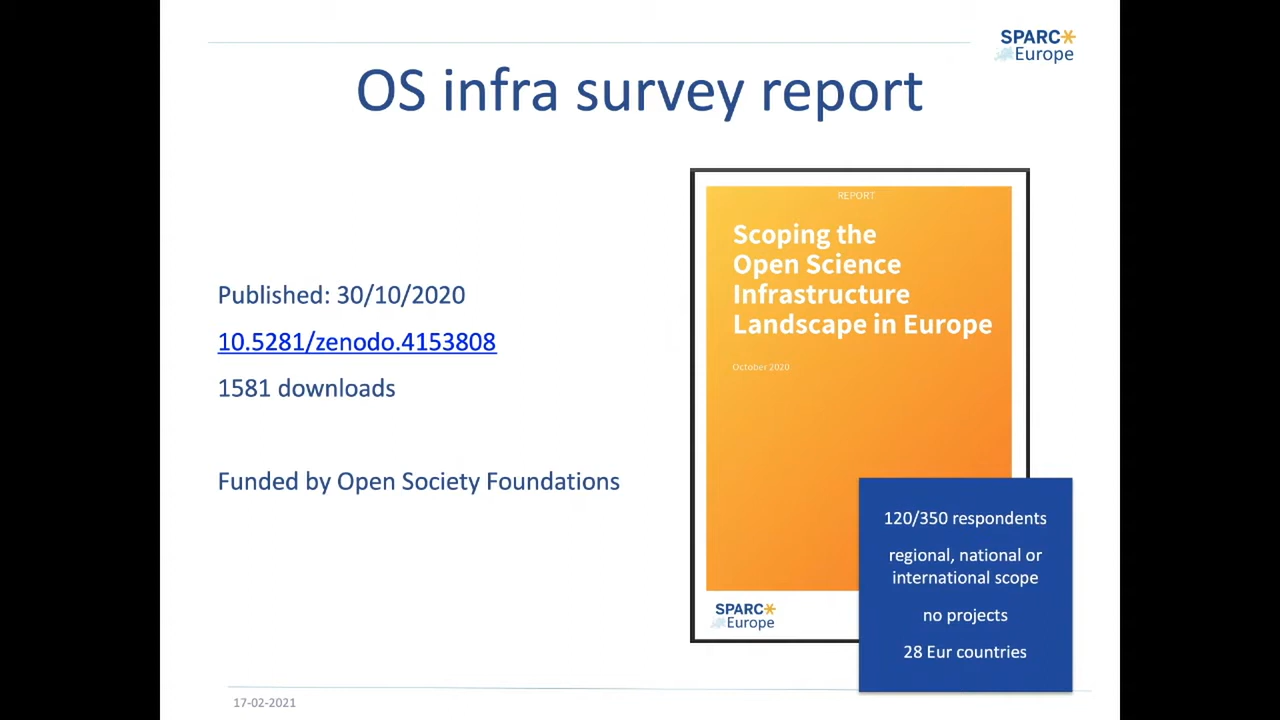 SPARC
Europe
OS infra survey report
Published: 30/10/2020
10.5281/zenodo.4153808
1581 downloads
Funded by Open Society Foundations
REPORT
Scoping the
Open Science
Infrastructure
Landscape in Europe
October 2020
SPARC
Europe
120/350 respondents
regional, national or
international scope
no projects
28 Eur countries
17-02-2021